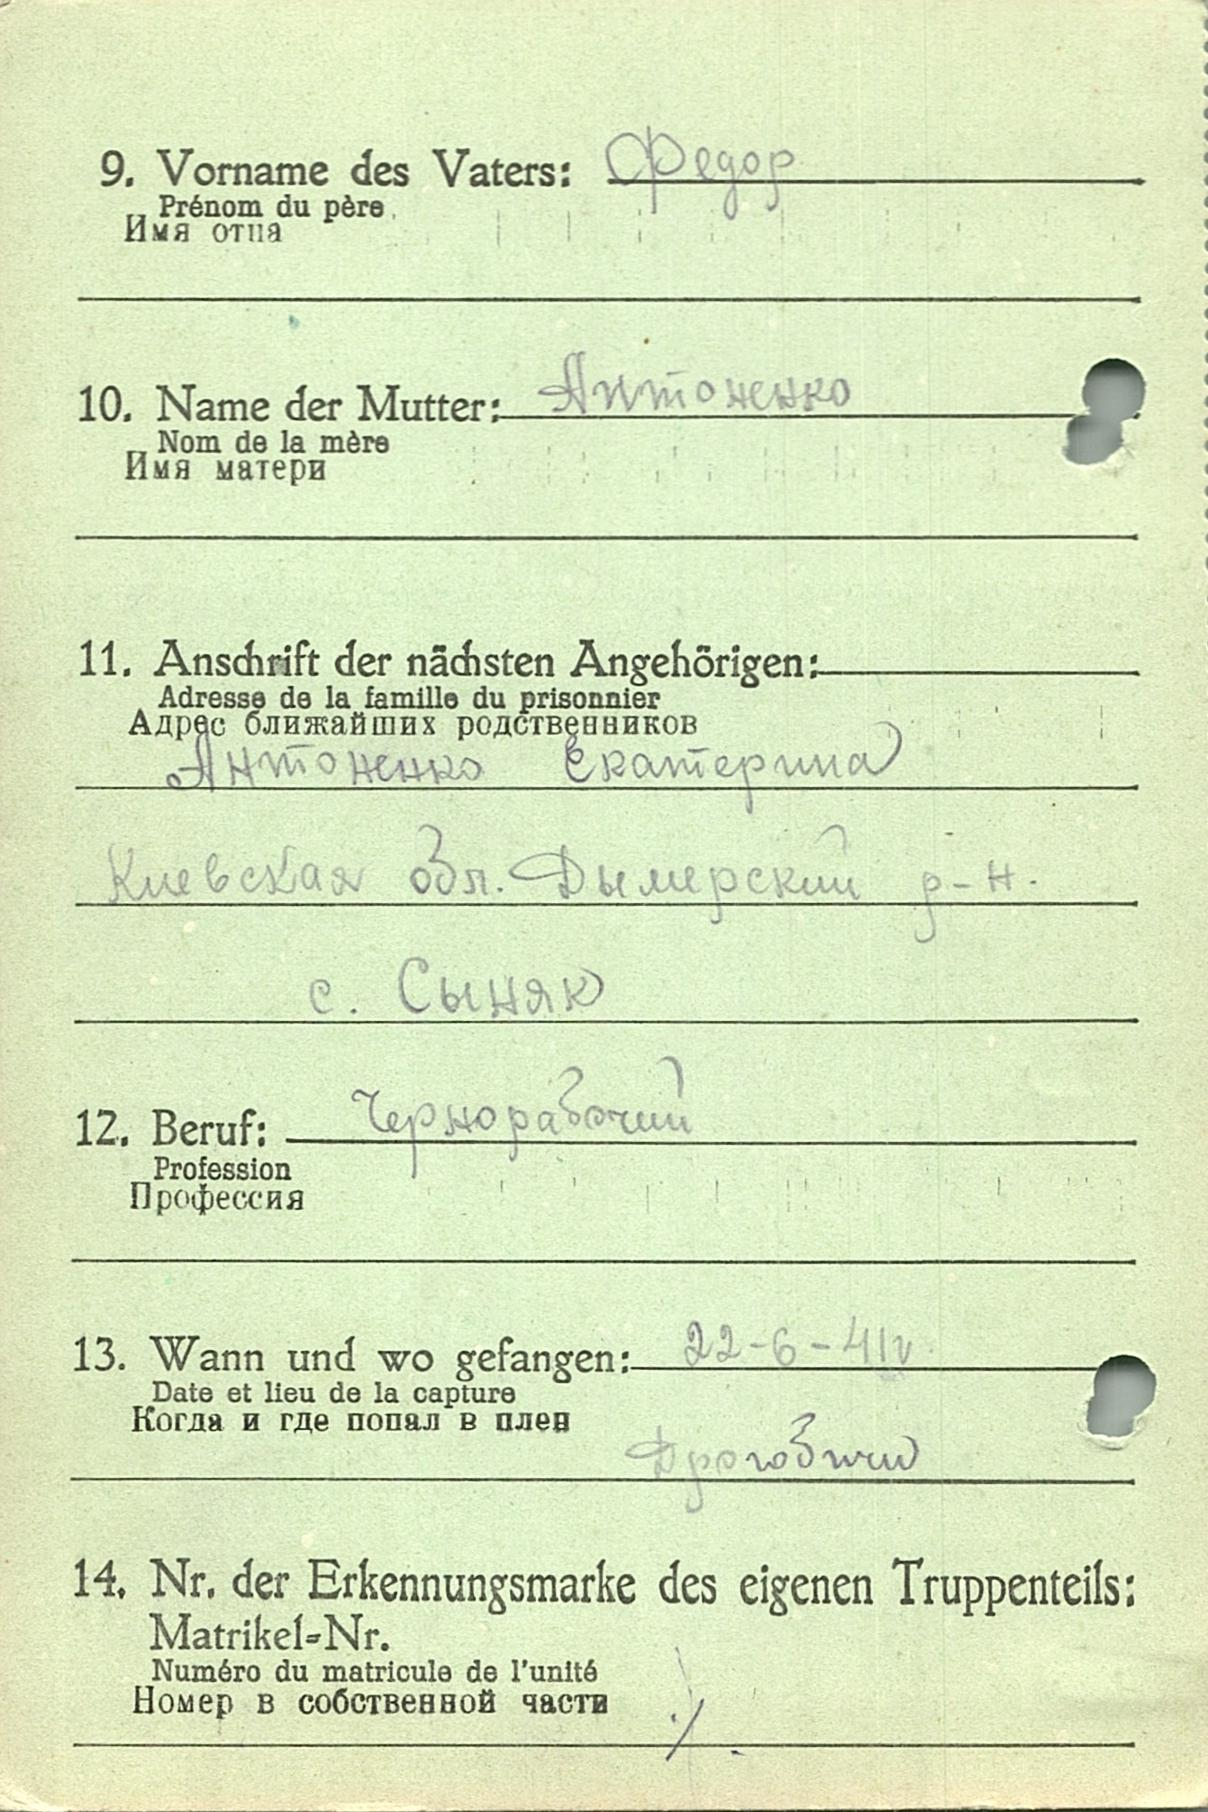 9. Vorname des Vaters: Федор
Prénom du père
Имя отца
10. Name der Mutter: Антоненко
Nom de la mère
Имя матери
11. Anschrift der nächsten Angehörigen:
Adresse de la famille du prisonnier
Адрес ближайших родственников
Антоненко Екатерина
Киевская обл. Дымерский р-н.
с. Сыняк
12. Beruf: Чернорабочий
Profession
Профессия
13. Wann und wo gefangen: 22-6-41г
Date et lieu de la capture
Когда и где попал в плен
Дрогобичи
14. Nr. der Erkennungsmarke des eigenen Truppenteils:
Matrikel-Nr.
Numéro du matricule de l'unité
Номер в собственной части
./.